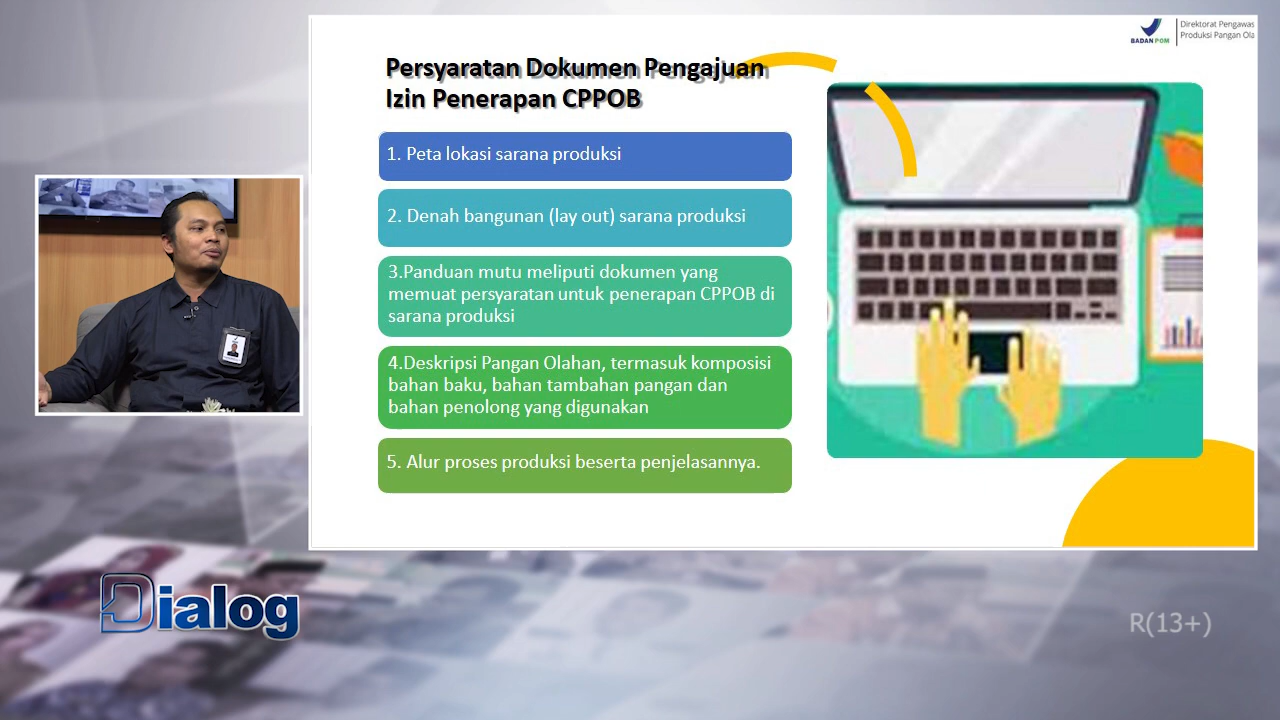 BADAN POM
Direktorat Pengawas
Produksi Pangan Ola
Persyaratan Dokumen Pengajuan
Izin Penerapan CPPOB
1. Peta lokasi sarana produksi
2. Denah bangunan (lay out) sarana produksi
3.Panduan mutu meliputi dokumen yang
memuat persyaratan untuk penerapan CPPOB di
sarana produksi
4.Deskripsi Pangan Olahan, termasuk komposisi
bahan baku, bahan tambahan pangan dan
bahan penolong yang digunakan
5. Alur proses produksi beserta penjelasannya.
Dialog
R(13+)